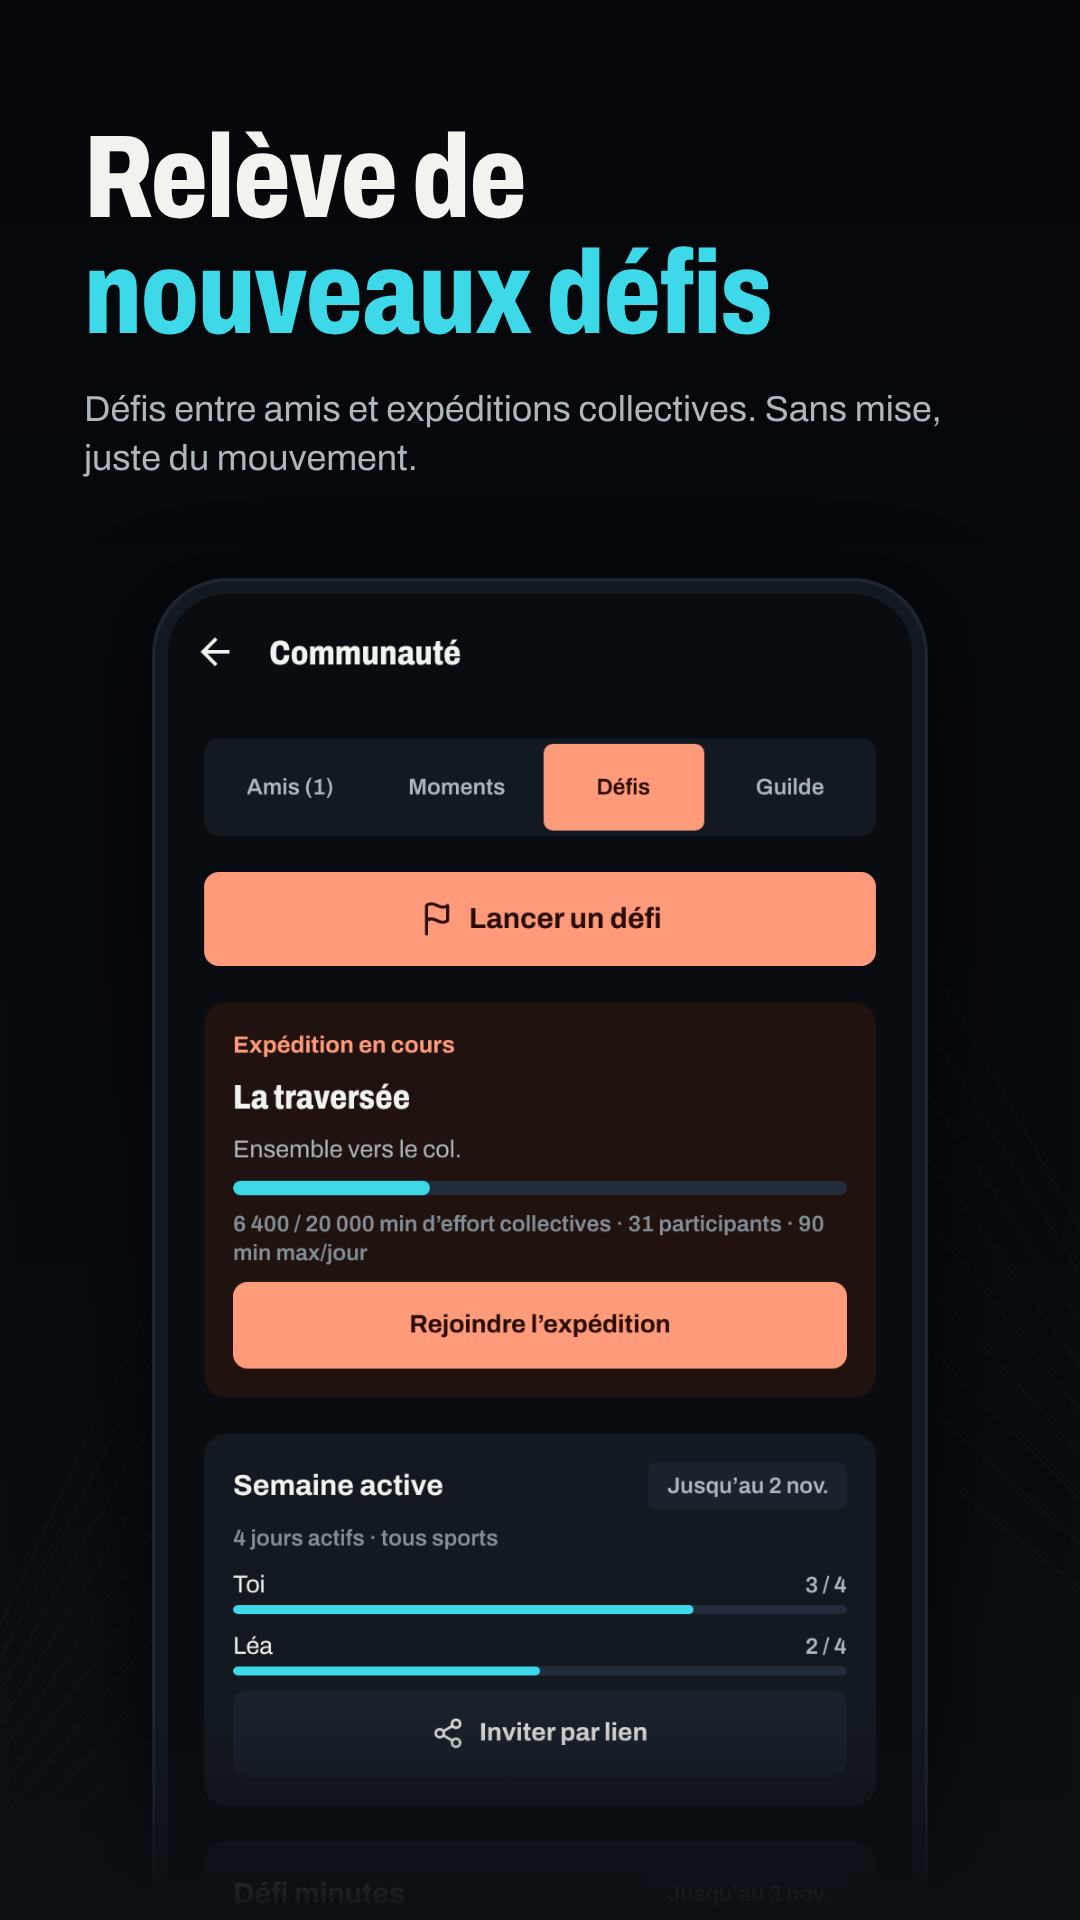 Relève de
nouveaux défis
Défis entre amis et expéditions collectives. Sans mise,
juste du mouvement.
Communauté
Amis (1)
Moments
Défis
Guilde
Lancer un défi
Expédition en cours
La traversée
Ensemble vers le col.
6 400 / 20 000 min d’effort collectives · 31 participants · 90
min max/jour
Rejoindre l’expédition
Semaine active
Jusqu’au 2 nov.
4 jours actifs · tous sports
Toi
3 / 4
Léa
2 / 4
Inviter par lien
Défi minutes
Jusqu’au 3 nov.